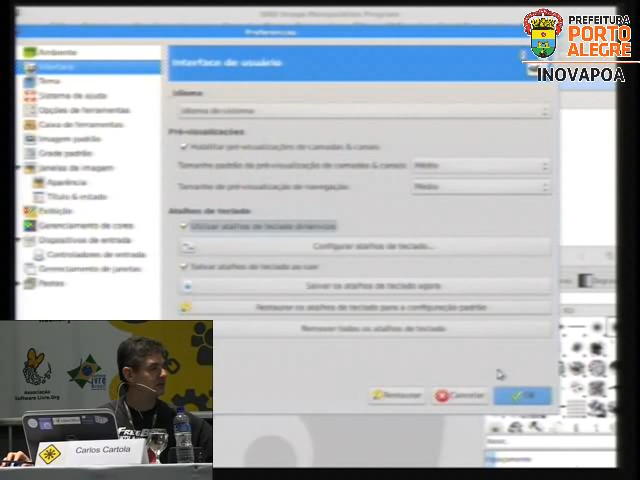 GNU Image Manipulation Program
Preferências
PREFEITURA
PORTO
ALEGRE
INOVAPOA
Ambiente
Interface
Tema
Sistema de ajuda
Opções de ferramentas
Caixa de ferramentas
Imagem padrão
Grade padrão
Janelas de imagem
Aparência
Título & estado
Exibição
Gerenciamento de cores
Dispositivos de entrada
Controladores de entrada
Gerenciamento de janelas
Pastas
Interface de usuário
Idioma
Idioma do sistema
Pré-visualizações
Habilitar pré-visualizações de camadas & canais
Tamanho padrão da pré-visualização de camadas & canais:
Médio
Tamanho de pré-visualização de navegação:
Médio
Atalhos de teclado
Utilizar atalhos de teclado dinâmicos
Configurar atalhos de teclado...
Salvar atalhos de teclado ao sair
Salvar os atalhos de teclado agora
Restaurar os atalhos de teclado para a configuração padrão
Remover todos os atalhos de teclado
Restaurar
Cancelar
OK
Associação
Software Livre.Org
Carlos Cartola